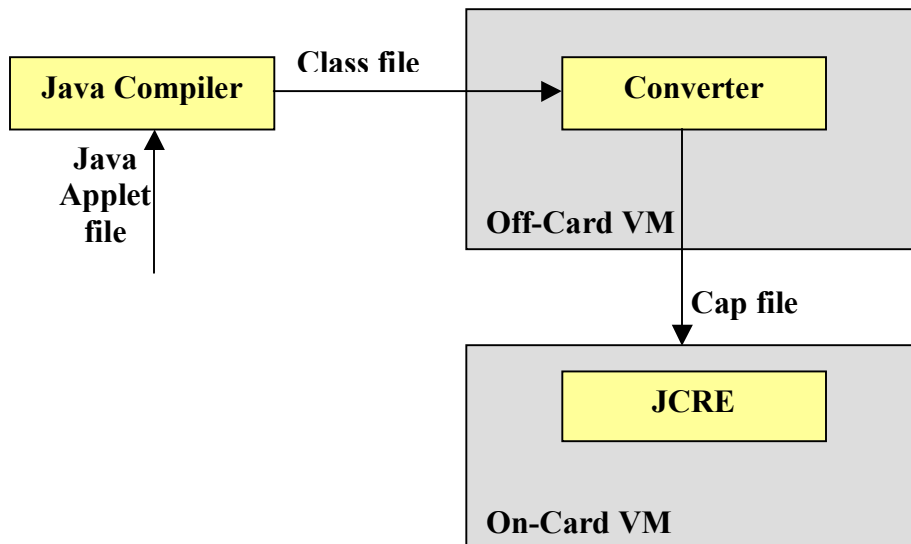 Class file
Java Compiler
Converter
Java
Applet
file
Off-Card VM
Cap file
JCRE
On-Card VM